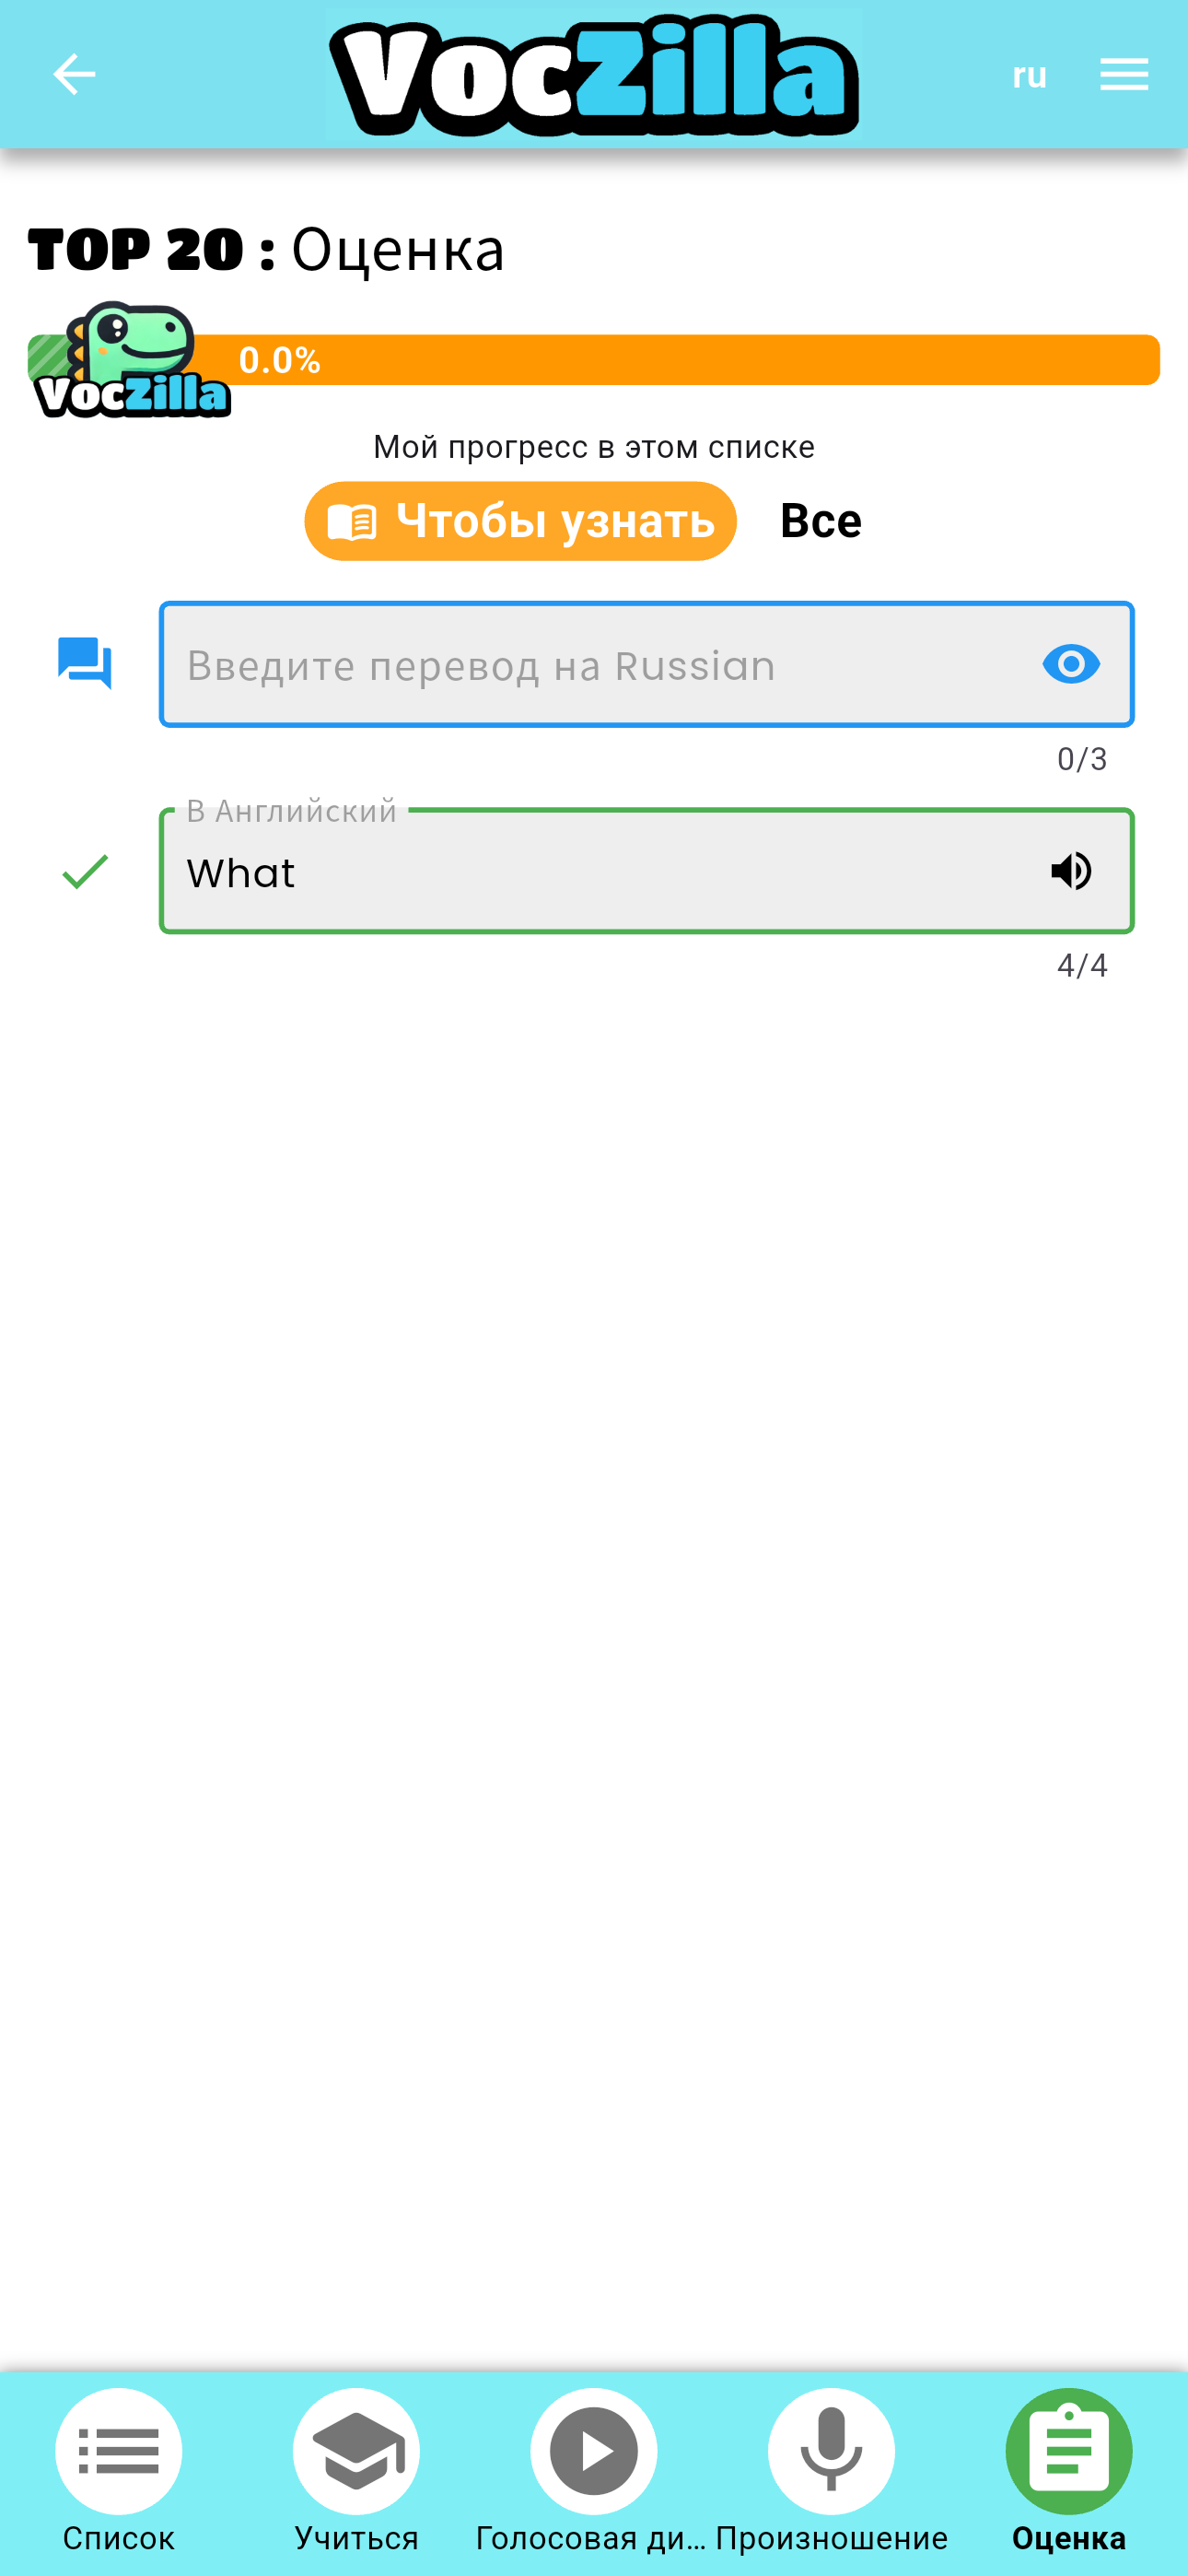 VocZilla
ru
TOP 20 : Оценка
VocZilla
0.0%
Мой прогресс в этом списке
Чтобы узнать Все
Введите перевод на Russian
0/3
В Английский
What
4/4
Список Учиться Голосовая ди... Произношение Оценка